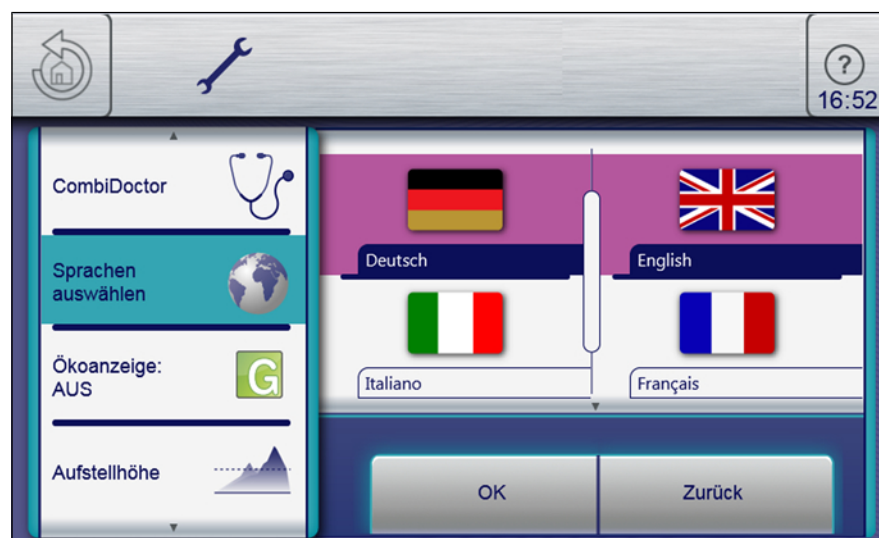 ?
16:52
CombiDoctor
Sprachen
auswählen
Ökoanzeige:
AUS
G
Aufstellhöhe
Deutsch
English
Italiano
Français
OK
Zurück